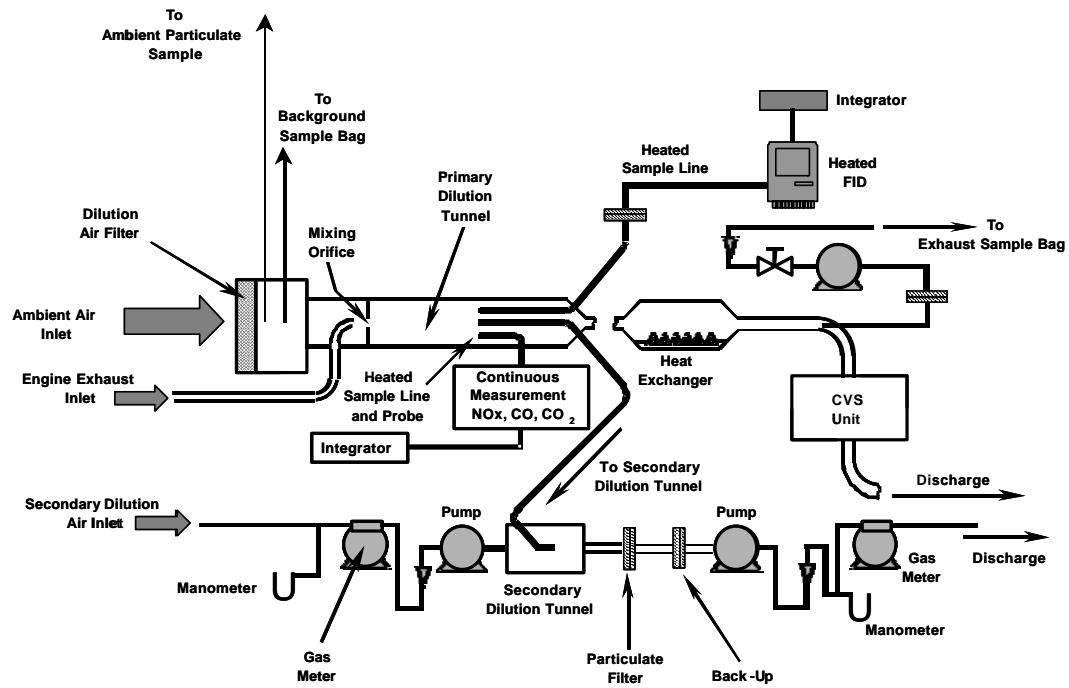 To
Ambient Particulate
Sample
To
Background
Sample Bag
Integrator
Heated
Sample Line
Heated
FID
Primary
Dilution
Tunnel
Dilution
Air Filter
Mixing
Orifice
To
Exhaust Sample Bag
Ambient Air
Inlet
Engine Exhaust
Inlet
Heated
Sample Line
and Probe
Continuous
Measurement
NOx, CO, CO 2
Heat
Exchanger
CVS
Unit
Integrator
To Secondary
Dilution Tunnel
Discharge
Secondary Dilution
Air Inlet
Pump
Pump
Discharge
Gas
Meter
Manometer
Secondary
Dilution Tunnel
Manometer
Gas
Meter
Particulate
Filter
Back-Up